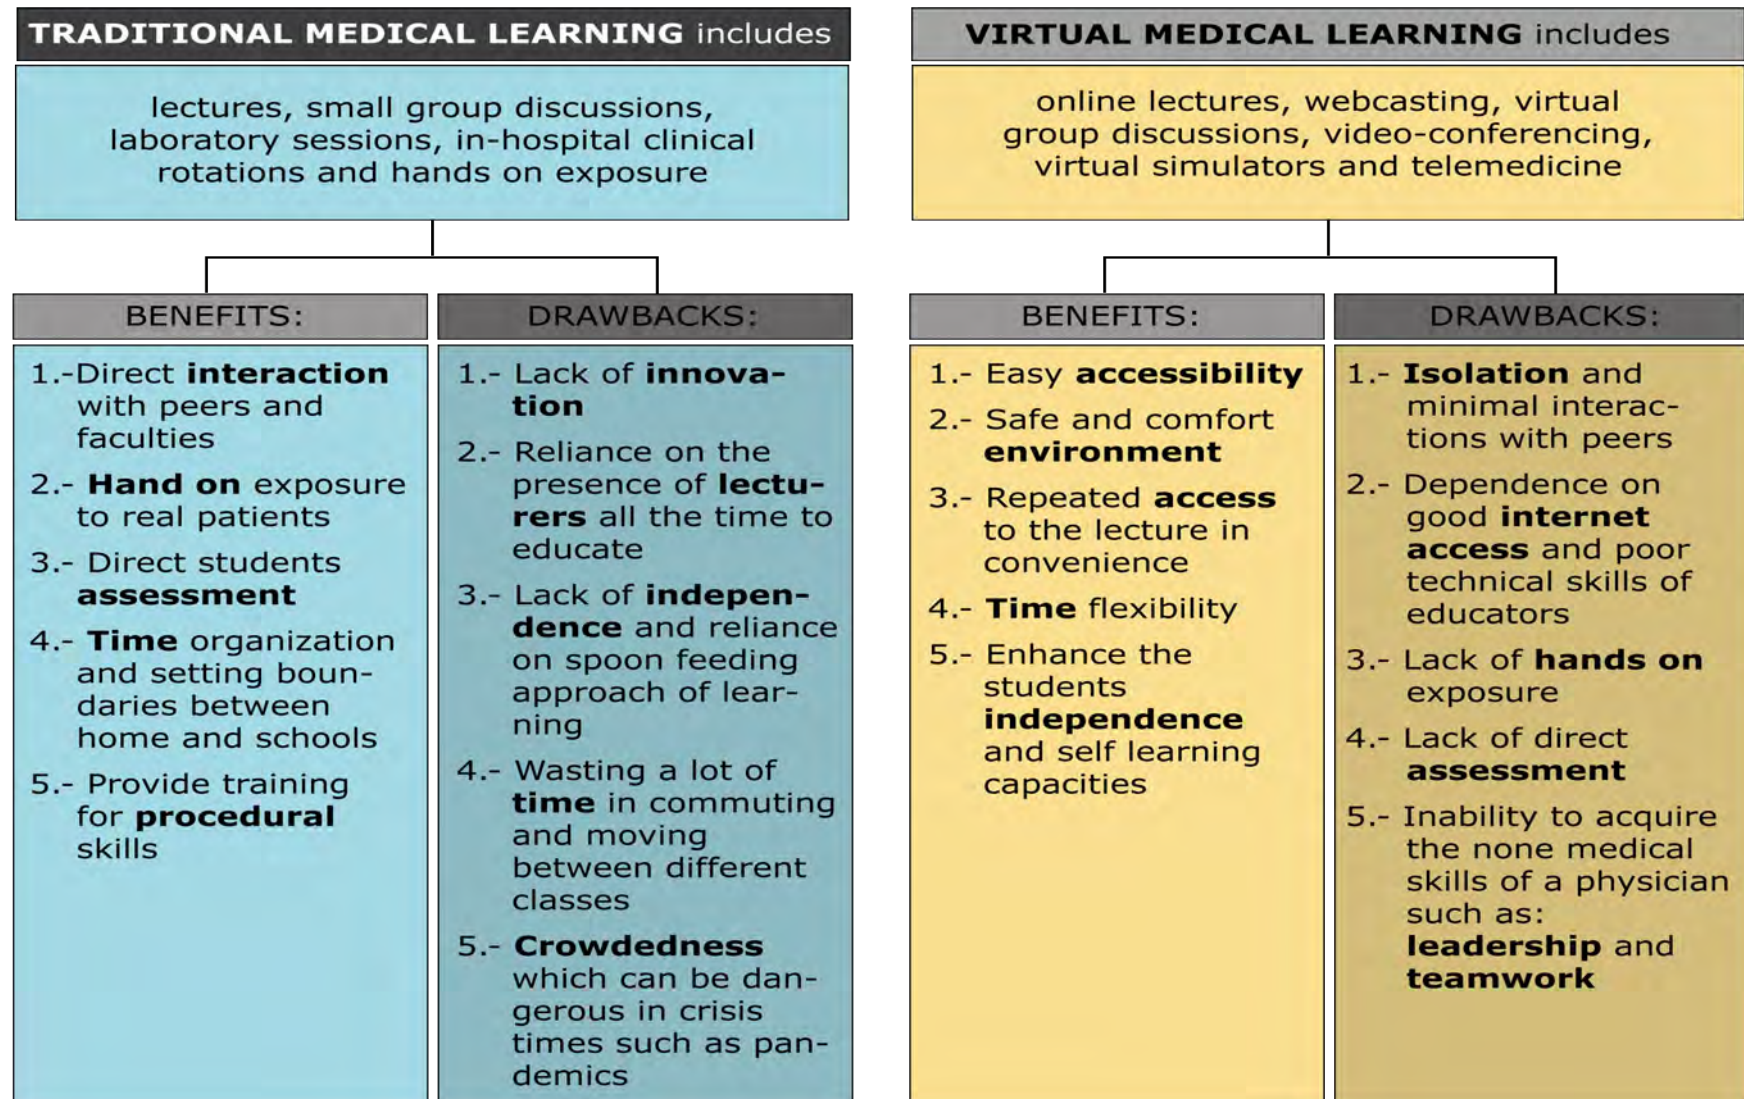 TRADITIONAL MEDICAL LEARNING includes
lectures, small group discussions,
laboratory sessions, in-hospital clinical
rotations and hands on exposure
BENEFITS:
1.-Direct interaction
with peers and
faculties
2.- Hand on exposure
to real patients
3.- Direct students
assessment
4.- Time organization
and setting boun-
daries between
home and schools
5.- Provide training
for procedural
skills
DRAWBACKS:
1.- Lack of innova-
tion
2.- Reliance on the
presence of lectu-
rers all the time to
educate
3.- Lack of indepen-
dence and reliance
on spoon feeding
approach of lear-
ning
4.- Wasting a lot of
time in commuting
and moving
between different
classes
5.- Crowdedness
which can be dan-
gerous in crisis
times such as pan-
demics
VIRTUAL MEDICAL LEARNING includes
online lectures, webcasting, virtual
group discussions, video-conferencing,
virtual simulators and telemedicine
BENEFITS:
1.- Easy accessibility
2.- Safe and comfort
environment
3.- Repeated access
to the lecture in
convenience
4.- Time flexibility
5.- Enhance the
students
independence
and self learning
capacities
DRAWBACKS:
1.- Isolation and
minimal interac-
tions with peers
2.- Dependence on
good internet
access and poor
technical skills of
educators
3.- Lack of hands on
exposure
4.- Lack of direct
assessment
5.- Inability to acquire
the none medical
skills of a physician
such as:
leadership and
teamwork